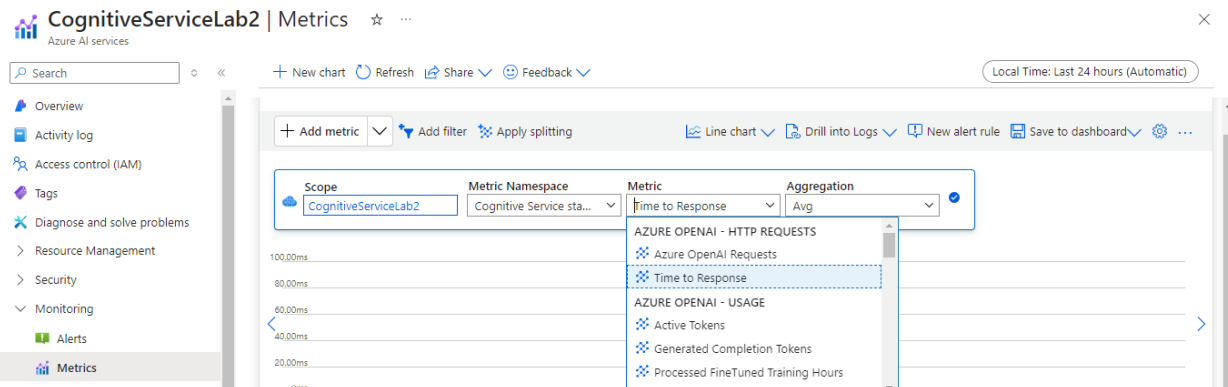 CognitiveServiceLab2 | Metrics
Azure AI services
Search
New chart Refresh Share Feedback
Local Time: Last 24 hours (Automatic)
Overview
Activity log
Access control (IAM)
Tags
Diagnose and solve problems
Resource Management
Security
Monitoring
Alerts
Metrics
Add metric Add filter Apply splitting Line chart Drill into Logs New alert rule Save to dashboard
Scope Metric Namespace Metric Aggregation
CognitiveServiceLab2 Cognitive Service sta... Time to Response Avg
AZURE OPENAI - HTTP REQUESTS
Azure OpenAI Requests
Time to Response
AZURE OPENAI - USAGE
Active Tokens
Generated Completion Tokens
Processed FineTuned Training Hours
100.00ms
80.00ms
60.00ms
40.00ms
20.00ms